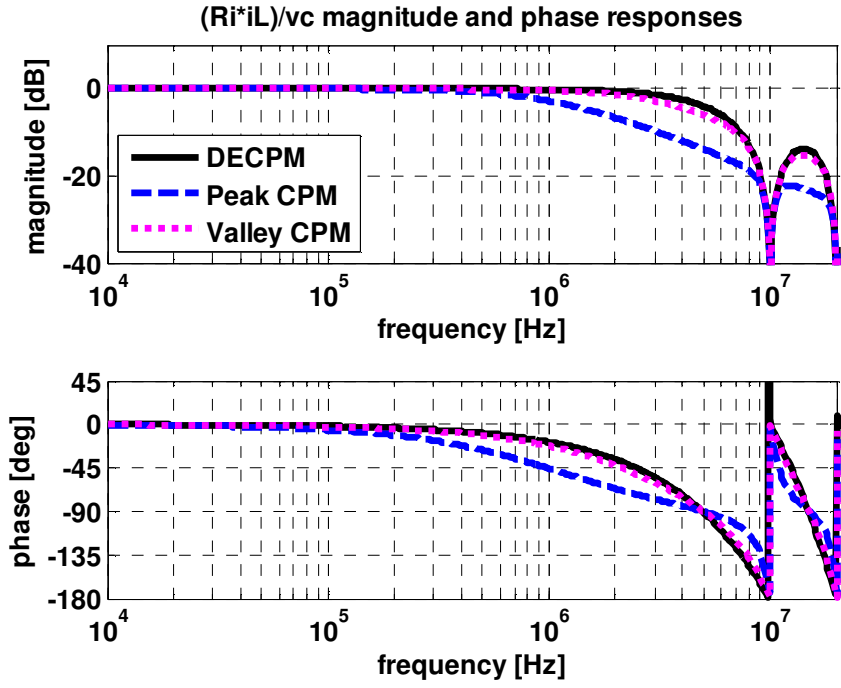 (Ri*iL)/vc magnitude and phase responses
magnitude [dB]
0
-20
-40
DECPM
Peak CPM
Valley CPM
10^4 10^5 10^6 10^7
frequency [Hz]
phase [deg]
45
0
-45
-90
-135
-180
10^4 10^5 10^6 10^7
frequency [Hz]